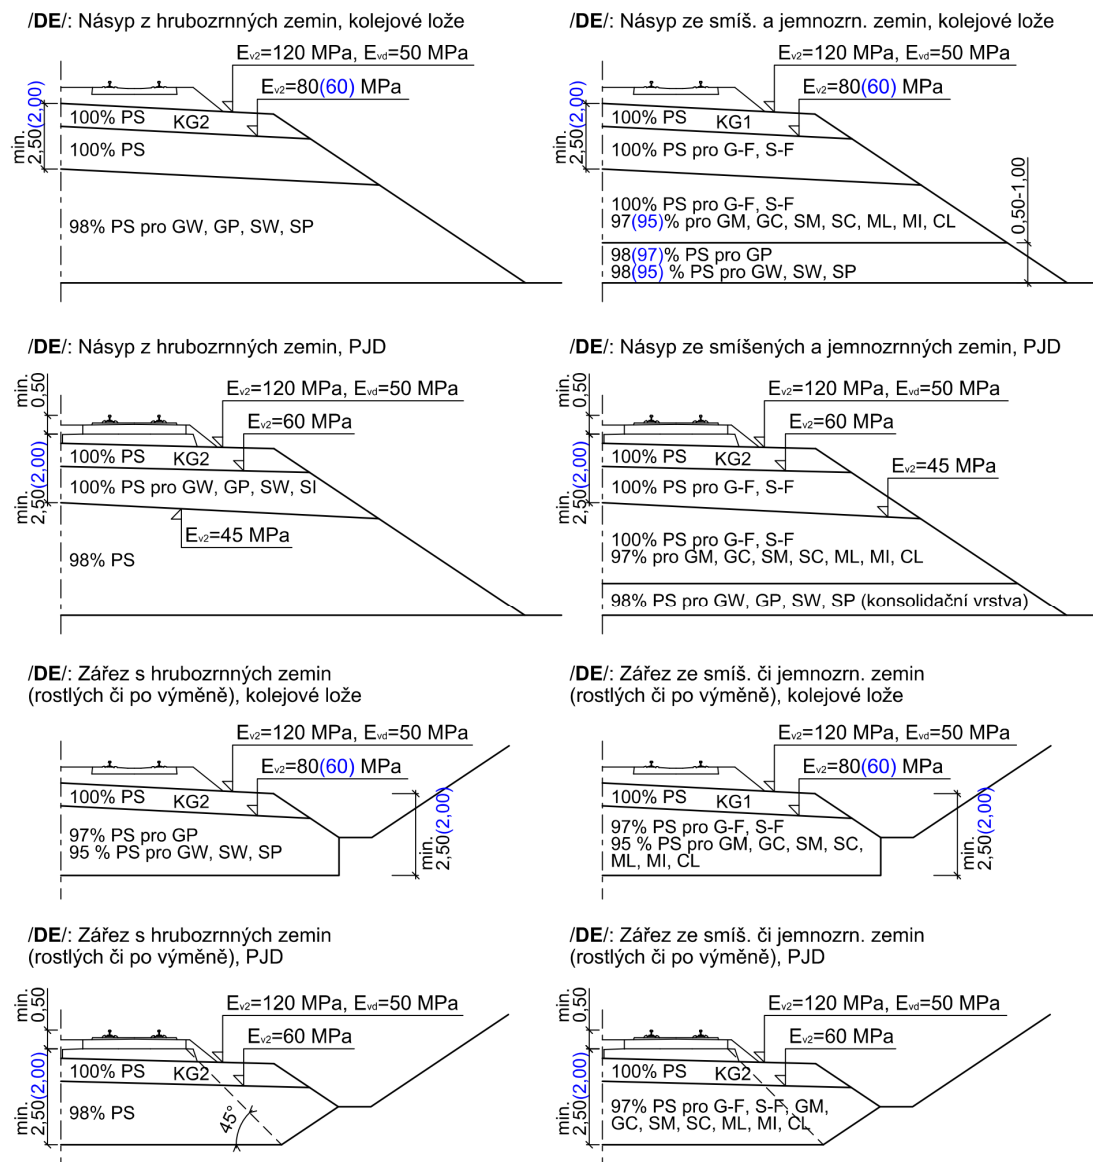 /DE/: Násyp z hrubozrnných zemin, kolejové lože
Ev2=120 MPa, Evd=50 MPa
Ev2=80(60) MPa
min.
2,50(2,00)
100% PS
KG2
100% PS
98% PS pro GW, GP, SW, SP
/DE/: Násyp ze smíš. a jemnozrn. zemin, kolejové lože
Ev2=120 MPa, Evd=50 MPa
Ev2=80(60) MPa
min.
2,50(2,00)
100% PS
KG1
100% PS pro G-F, S-F
100% PS pro G-F, S-F
97(95)% pro GM, GC, SM, SC, ML, MI, CL
98(97)% PS pro GP
98(95) % PS pro GW, SW, SP
0,50-1,00
/DE/: Násyp z hrubozrnných zemin, PJD
min.
0,50
Ev2=120 MPa, Evd=50 MPa
Ev2=60 MPa
min.
2,50(2,00)
100% PS
KG2
100% PS pro GW, GP, SW, SI
Ev2=45 MPa
98% PS
/DE/: Násyp ze smíšených a jemnozrnných zemin, PJD
min.
0,50
Ev2=120 MPa, Evd=50 MPa
Ev2=60 MPa
min.
2,50(2,00)
100% PS
KG2
Ev2=45 MPa
100% PS pro G-F, S-F
100% PS pro G-F, S-F
97% pro GM, GC, SM, SC, ML, MI, CL
98% PS pro GW, GP, SW, SP (konsolidační vrstva)
/DE/: Zářez s hrubozrnných zemin
(rostlých či po výměně), kolejové lože
Ev2=120 MPa, Evd=50 MPa
Ev2=80(60) MPa
100% PS
KG2
97% PS pro GP
95 % PS pro GW, SW, SP
min.
2,50(2,00)
/DE/: Zářez ze smíš. či jemnozrn. zemin
(rostlých či po výměně), kolejové lože
Ev2=120 MPa, Evd=50 MPa
Ev2=80(60) MPa
100% PS
KG1
97% PS pro G-F, S-F
95 % PS pro GM, GC, SM, SC,
ML, MI, CL
min.
2,50(2,00)
/DE/: Zářez s hrubozrnných zemin
(rostlých či po výměně), PJD
min.
0,50
Ev2=120 MPa, Evd=50 MPa
Ev2=60 MPa
min.
2,50(2,00)
100% PS
KG2
98% PS
45°
/DE/: Zářez ze smíš. či jemnozrn. zemin
(rostlých či po výměně), PJD
min.
0,50
Ev2=120 MPa, Evd=50 MPa
Ev2=60 MPa
min.
2,50(2,00)
100% PS
KG2
97% PS pro G-F, S-F, GM,
GC, SM, SC, ML, MI, CL